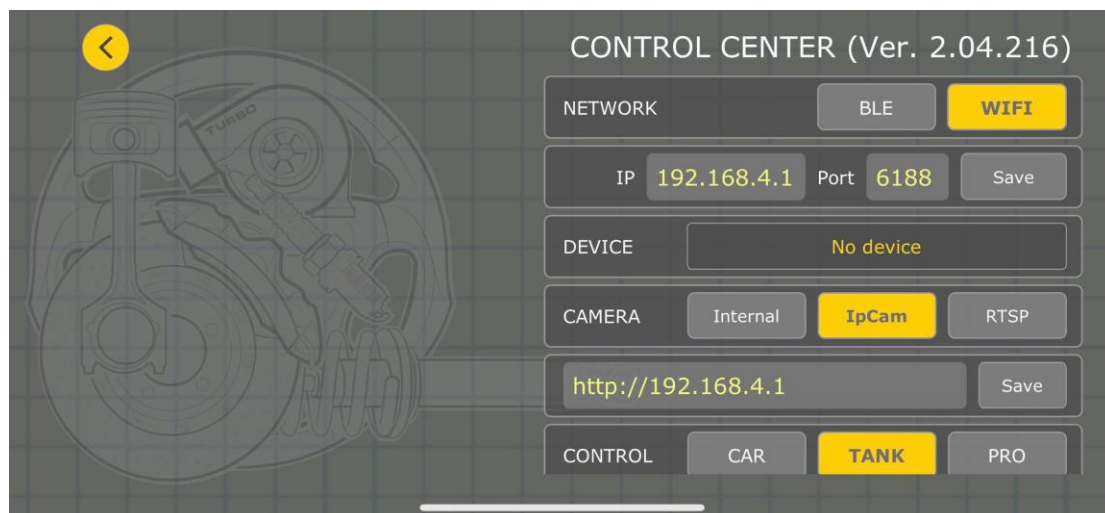 CONTROL CENTER (Ver. 2.04.216)
NETWORK BLE WIFI
TURBO
IP 192.168.4.1 Port 6188 Save
DEVICE No device
CAMERA Internal IpCam RTSP
http://192.168.4.1 Save
CONTROL CAR TANK PRO